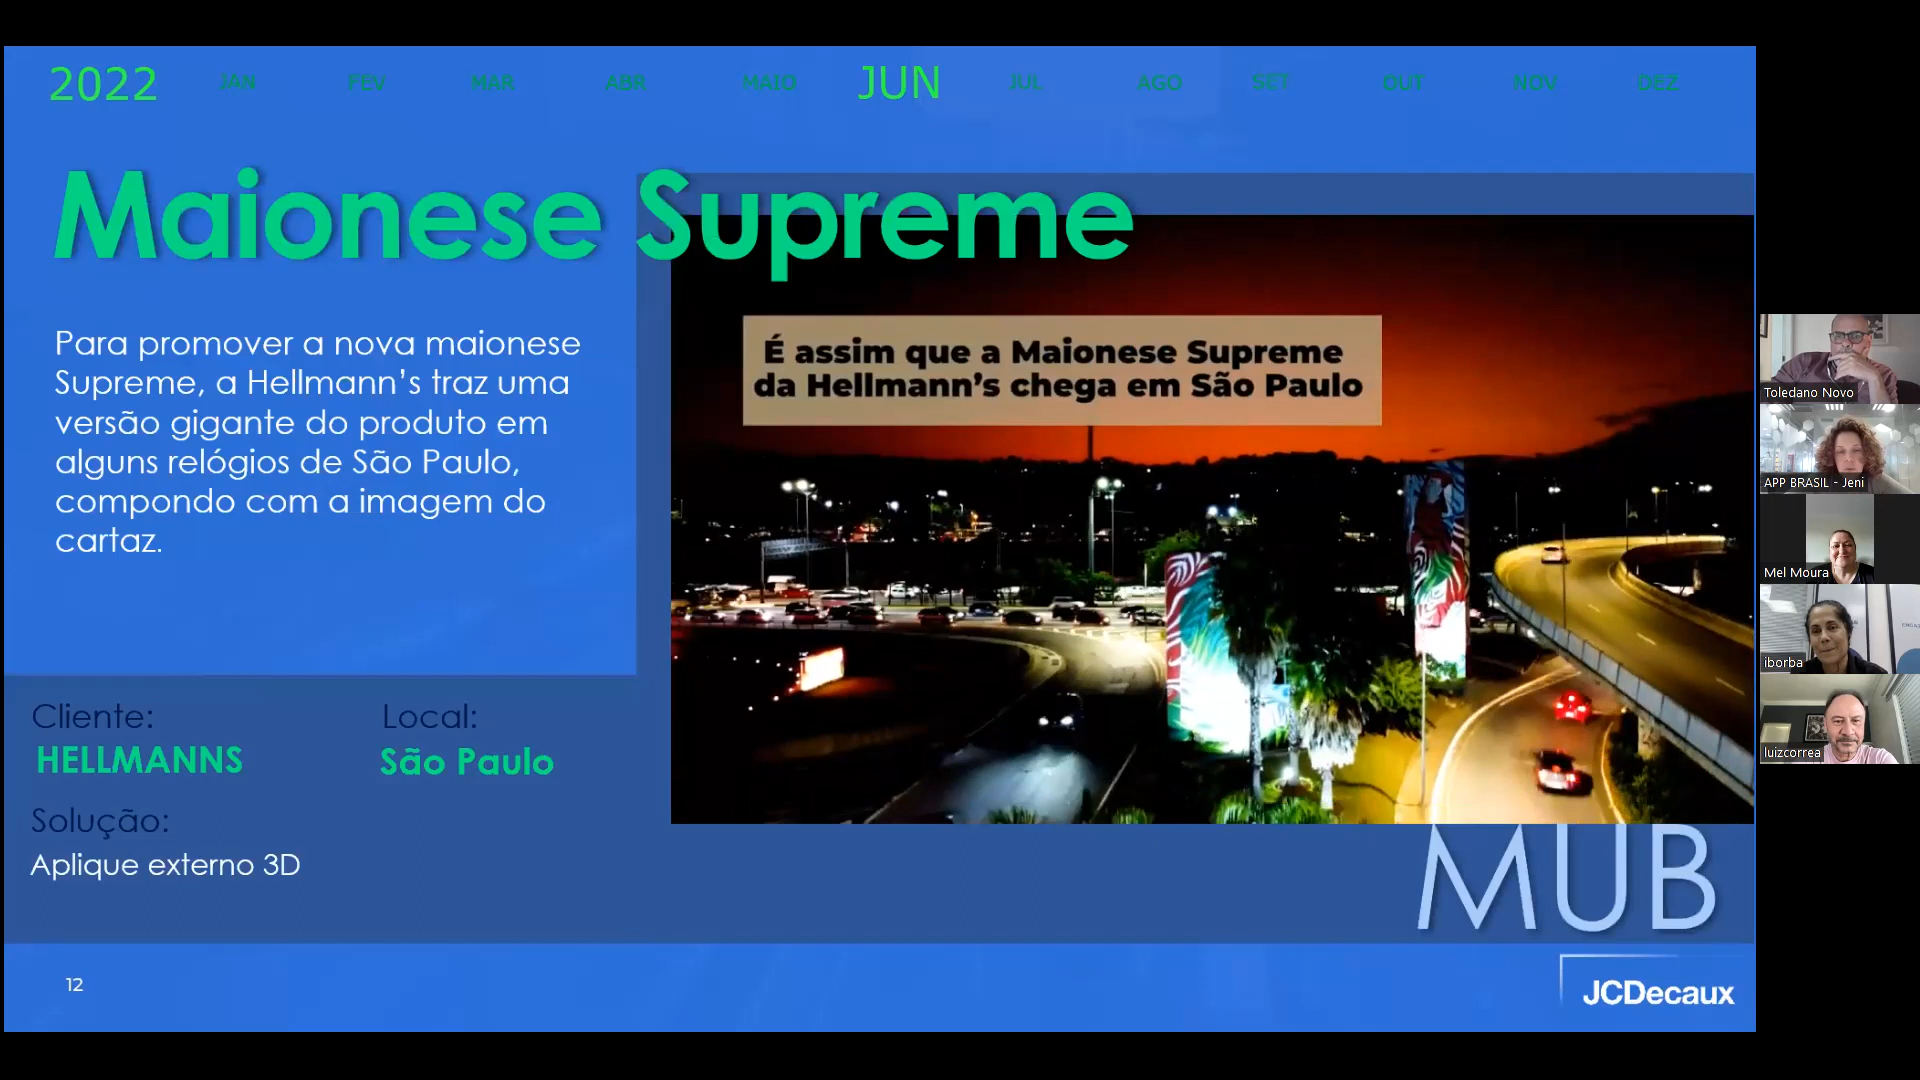 2022 JAN FEV MAR ABR MAIO JUN JUL AGO SET OUT NOV DEZ
Maionese Supreme
Para promover a nova maionese
Supreme, a Hellmann’s traz uma
versão gigante do produto em
alguns relógios de São Paulo,
compondo com a imagem do
cartaz.
É assim que a Maionese Supreme
da Hellmann’s chega em São Paulo
Cliente:
HELLMANNS
Local:
São Paulo
Solução:
Aplique externo 3D
MUB
12
JCDecaux
Toledano Novo
APP BRASIL - Jeni
Mel Moura
iborba
luizcorrea